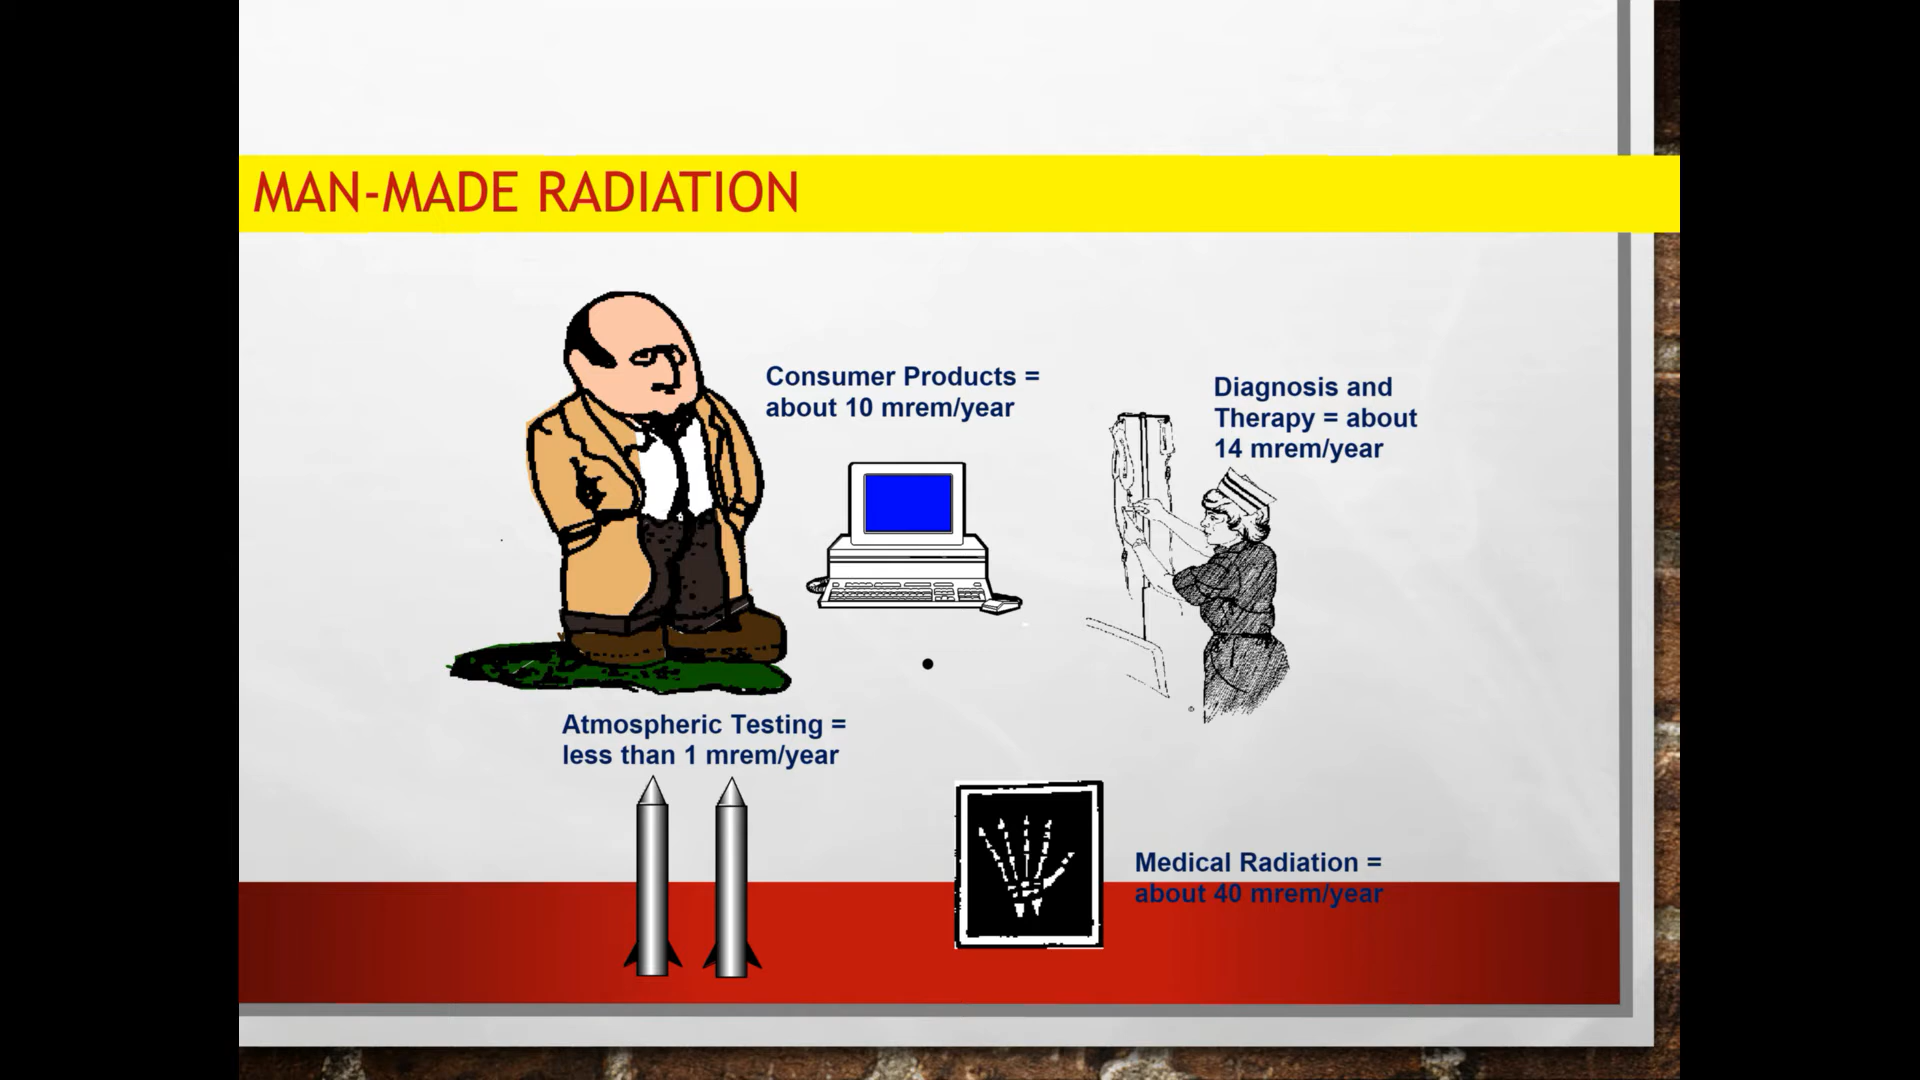 MAN-MADE RADIATION
Consumer Products =
about 10 mrem/year
Diagnosis and
Therapy = about
14 mrem/year
Atmospheric Testing =
less than 1 mrem/year
Medical Radiation =
about 40 mrem/year